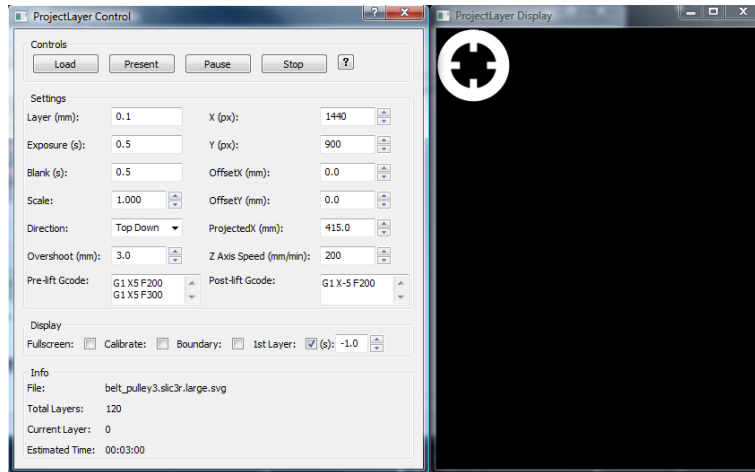 ProjectLayer Control
ProjectLayer Display
Controls
Load Present Pause Stop ?
Settings
Layer (mm): 0.1 X (px): 1440
Exposure (s): 0.5 Y (px): 900
Blank (s): 0.5 OffsetX (mm): 0.0
Scale: 1.000 OffsetY (mm): 0.0
Direction: Top Down ProjectedX (mm): 415.0
Overshoot (mm): 3.0 Z Axis Speed (mm/min): 200
Pre-lift Gcode: G1 X5 F200 Post-lift Gcode: G1 X-5 F200
G1 X5 F300
Display
Fullscreen: Calibrate: Boundary: 1st Layer: (s): -1.0
Info
File: belt_pulley3.slic3r.large.svg
Total Layers: 120
Current Layer: 0
Estimated Time: 00:03:00